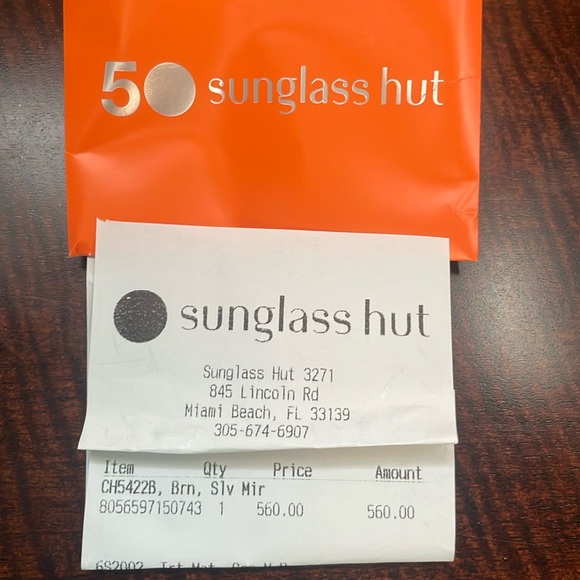 50 sunglass hut
sunglass hut
Sunglass Hut 3271
845 Lincoln Rd
Miami Beach, FL 33139
305-674-6907
Item Qty Price Amount
CH5422B, Brn, Slv Mir
8056597150743 1 560.00 560.00